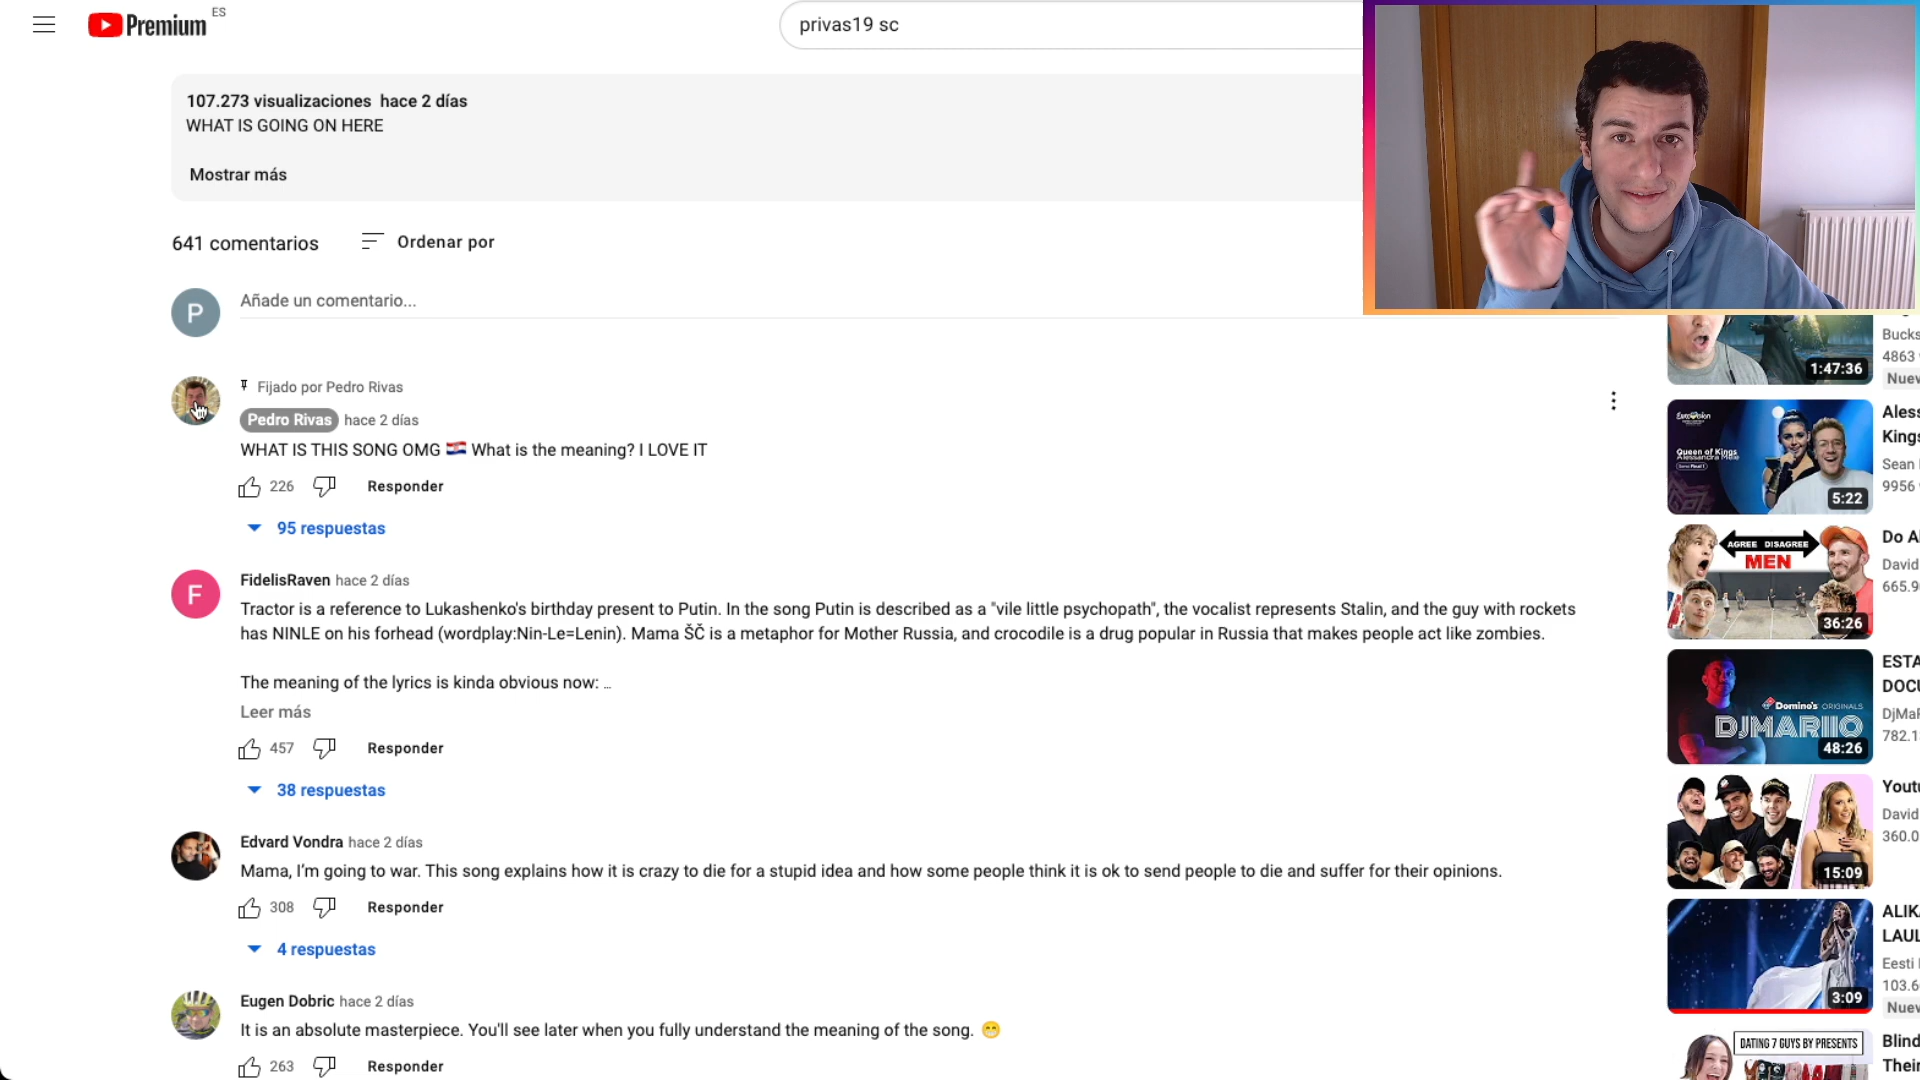 Premium ES
privas19 sc
107.273 visualizaciones hace 2 días
WHAT IS GOING ON HERE
Mostrar más
641 comentarios
Ordenar por
P
Añade un comentario...
Fijado por Pedro Rivas
Pedro Rivas hace 2 días
WHAT IS THIS SONG OMG 🇭🇷 What is the meaning? I LOVE IT
226
Responder
95 respuestas
F
FidelisRaven hace 2 días
Tractor is a reference to Lukashenko's birthday present to Putin. In the song Putin is described as a "vile little psychopath", the vocalist represents Stalin, and the guy with rockets
has NINLE on his forhead (wordplay:Nin-Le=Lenin). Mama ŠČ is a metaphor for Mother Russia, and crocodile is a drug popular in Russia that makes people act like zombies.
The meaning of the lyrics is kinda obvious now: ...
Leer más
457
Responder
38 respuestas
Edvard Vondra hace 2 días
Mama, I'm going to war. This song explains how it is crazy to die for a stupid idea and how some people think it is ok to send people to die and suffer for their opinions.
308
Responder
4 respuestas
Eugen Dobric hace 2 días
It is an absolute masterpiece. You'll see later when you fully understand the meaning of the song. 😁
263
Responder
Bucks
4863
1:47:36
Nuev
EUROVISION
Queen of Kings
Alessandra Mele
5:22
Aless
Kings
Sean
9956
AGREE DISAGREE
MEN
36:26
Do Al
David
665.9
Domino's ORIGINALS
DJMARIIO
48:26
ESTA
DOCU
DjMaR
782.1
15:09
Youtu
David
360.0
3:09
ALIKA
LAUL
Eesti
103.6
Nuev
DATING 7 GUYS BY PRESENTS
Blind
Their